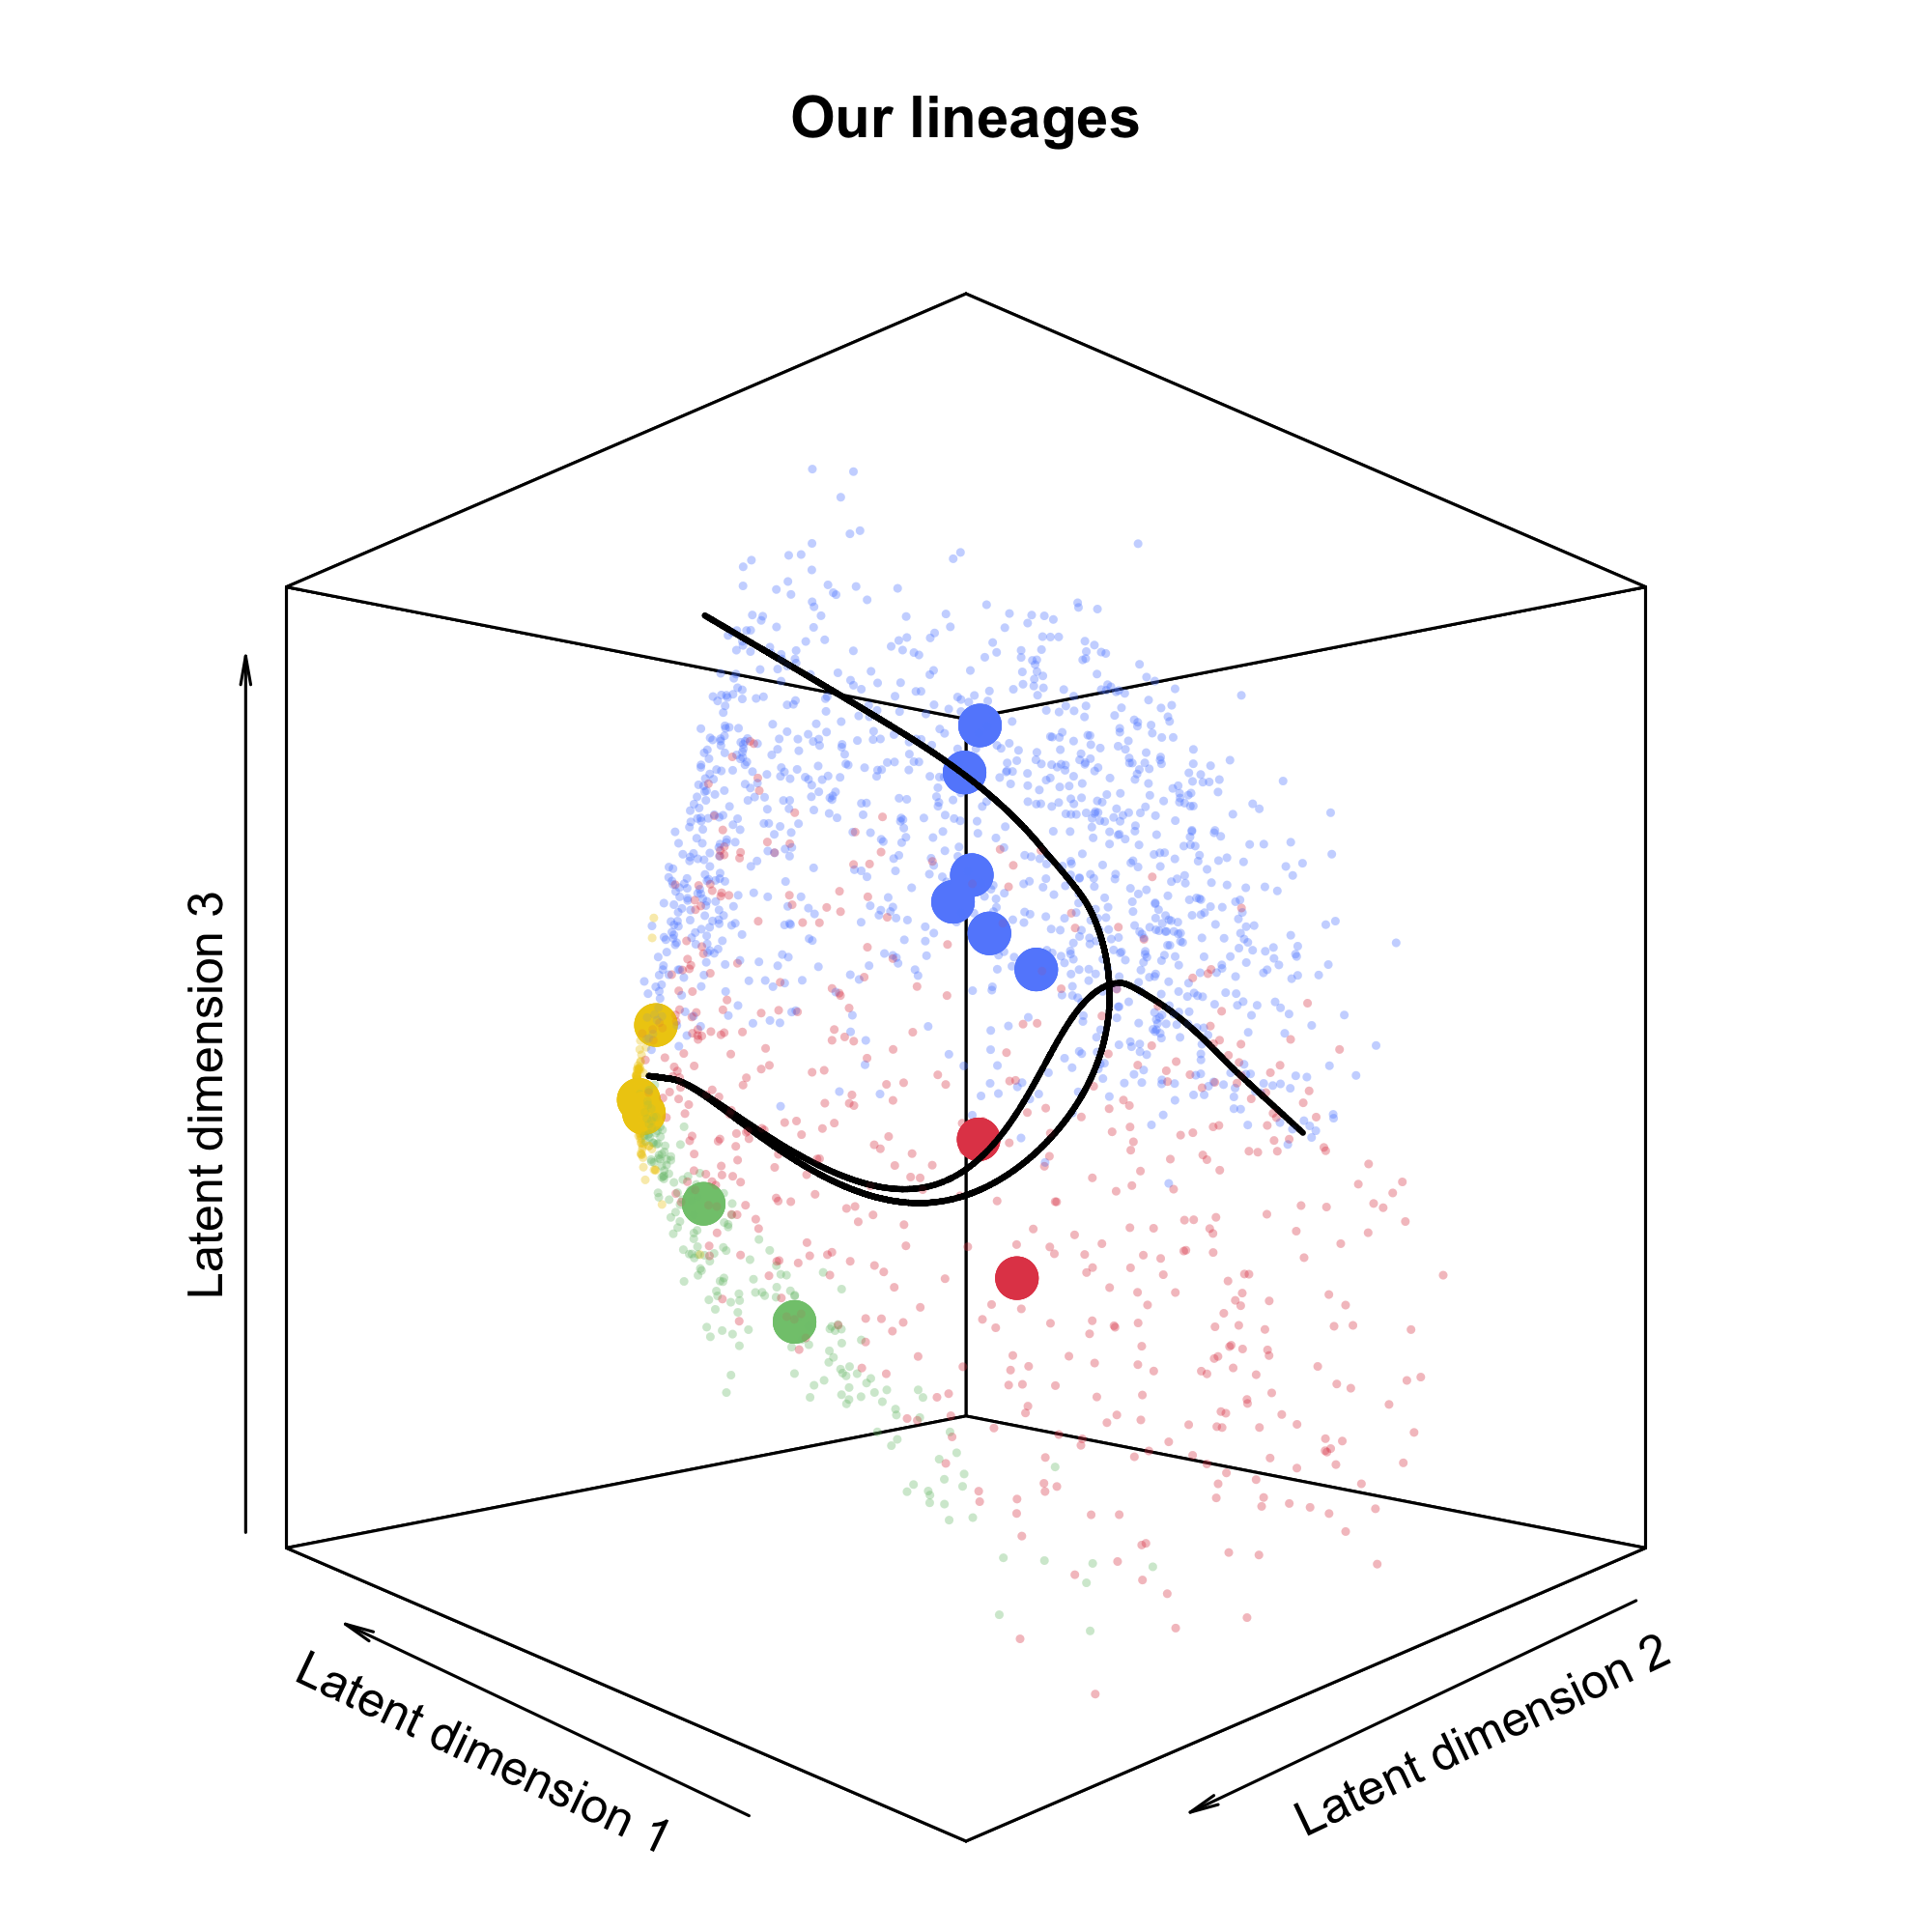 Our lineages
Latent dimension 3
Latent dimension 1
Latent dimension 2